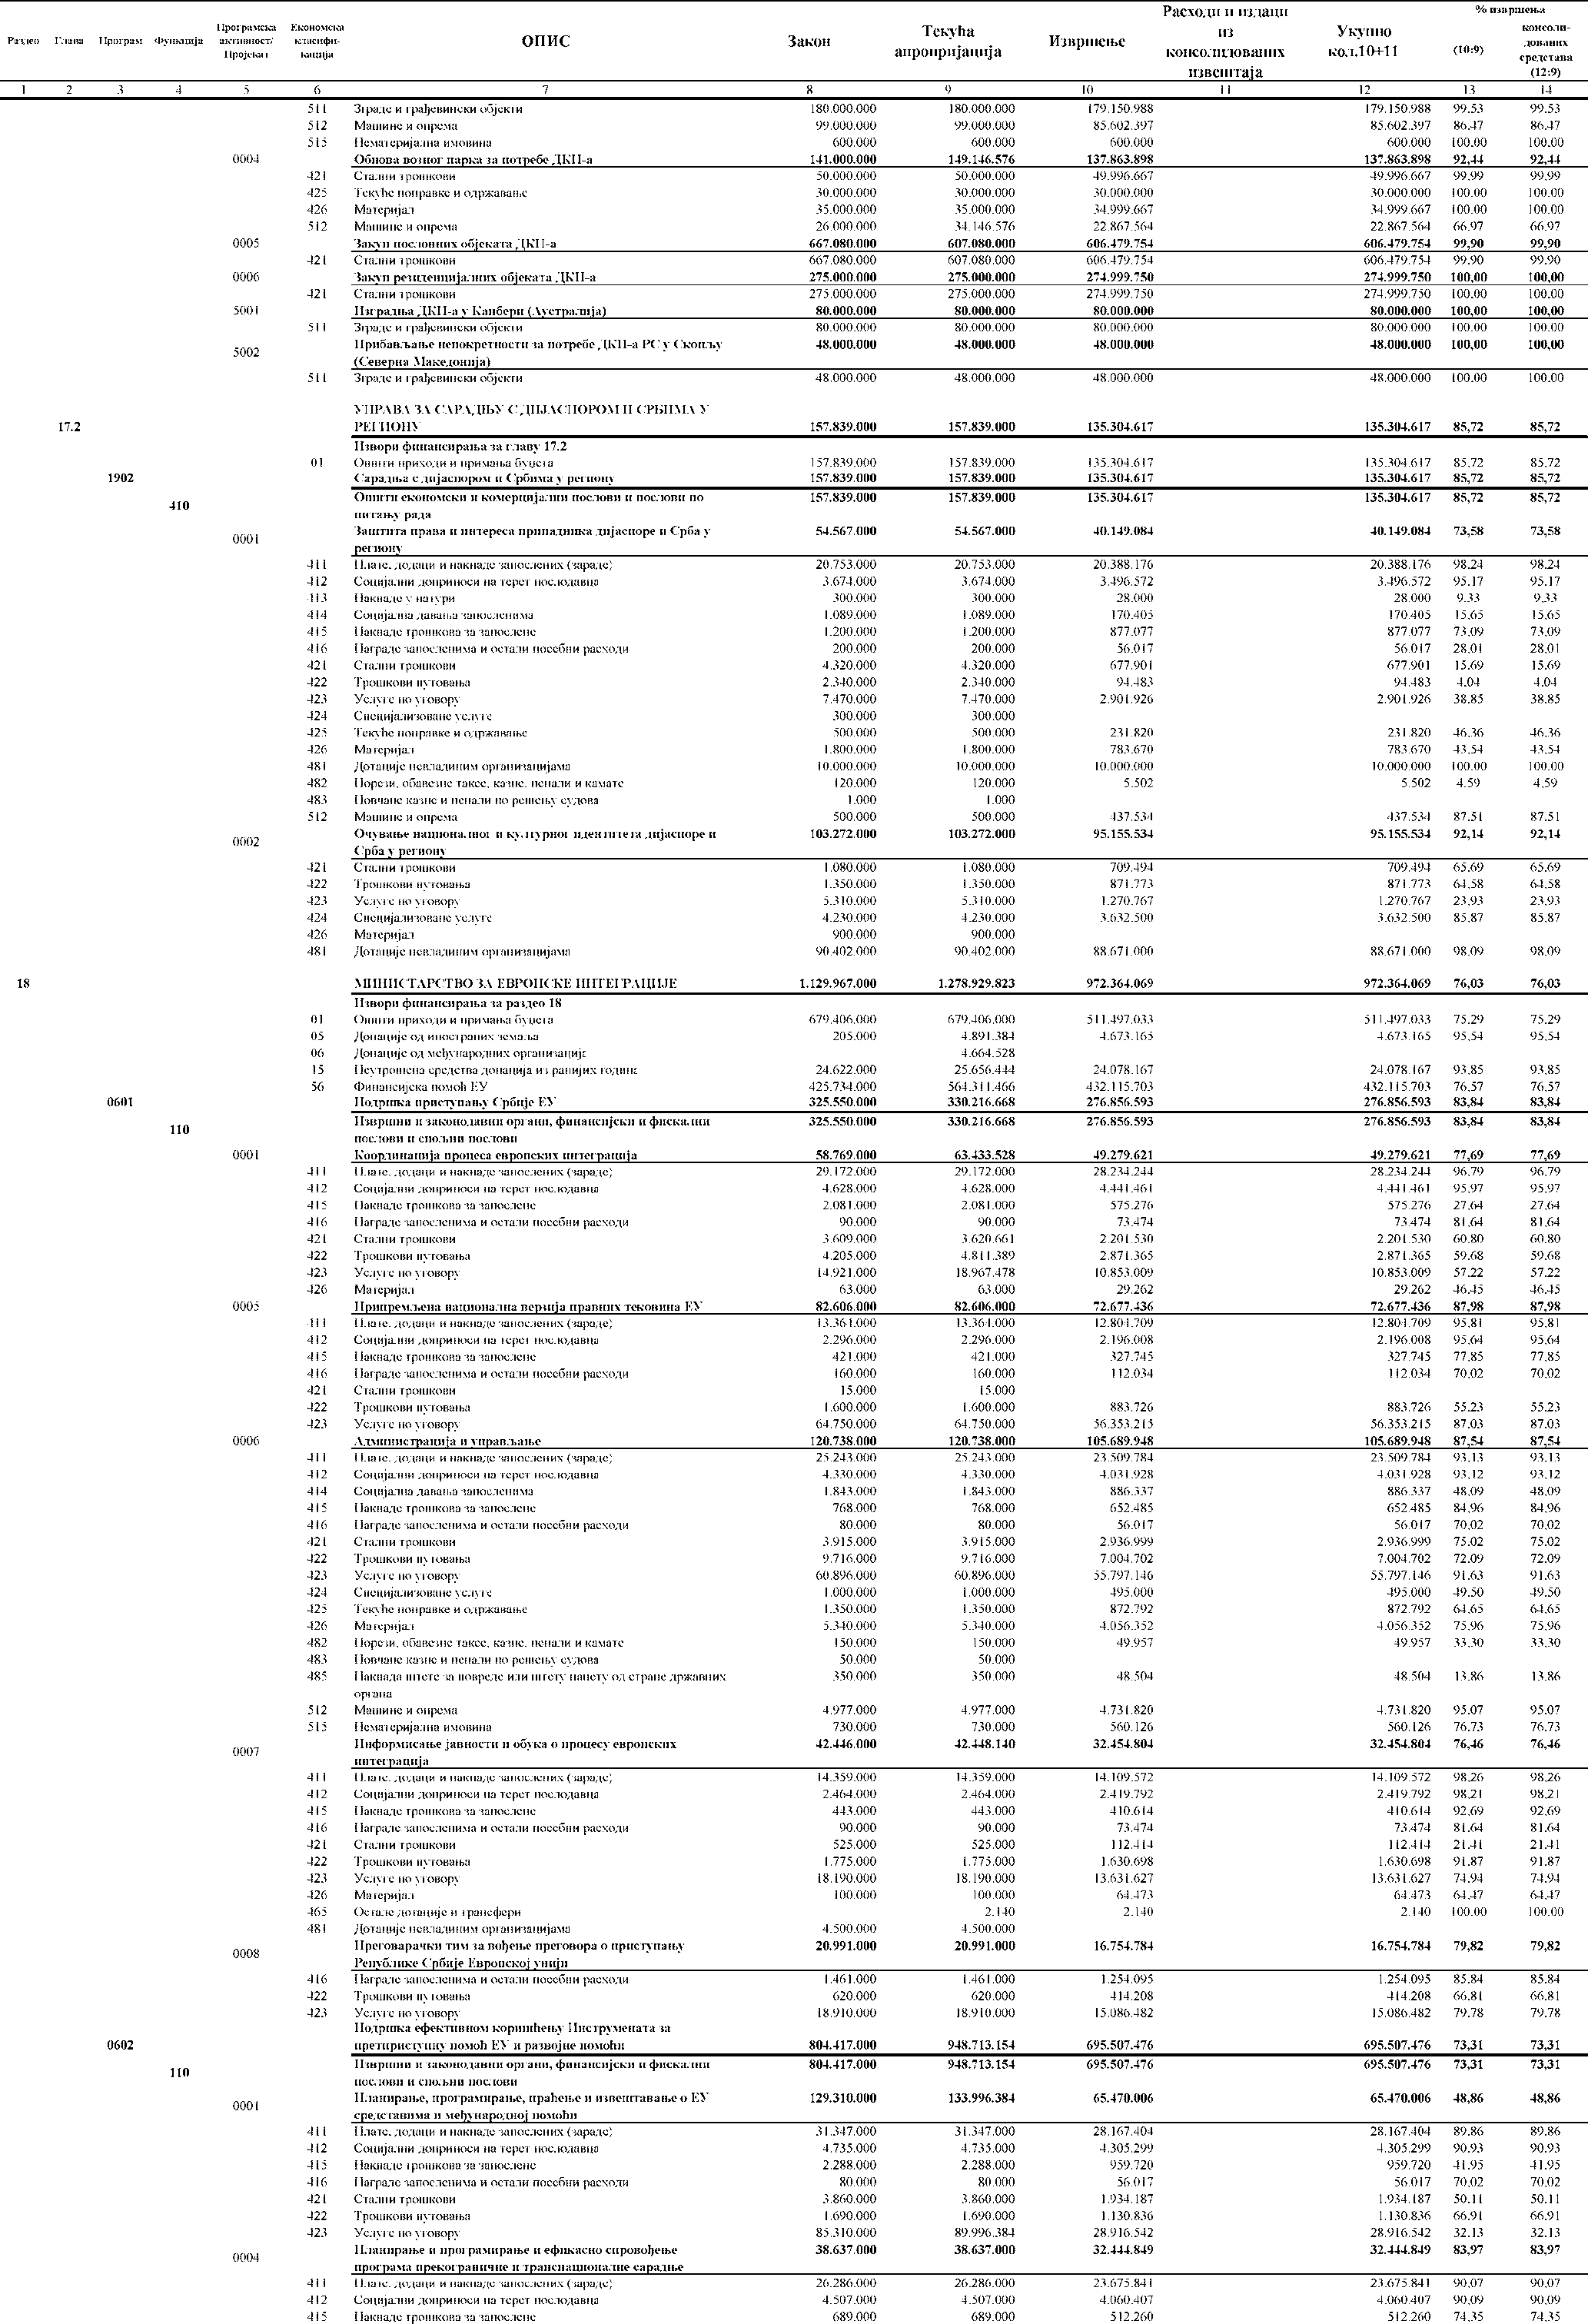 Раздео Глава Програм Функција Програмска активност/ Пројекат Економска класифи-кација ОПИС Закон Текућа апропријација Извршење Расходи и издаци из консолидованих извештаја Укупно кол.10+11 % извршења (10:9) консоли-дованих средстава (12:9)
1 2 3 4 5 6 7 8 9 10 11 12 13 14
511 Зграде и грађевински објекти 180.000.000 180.000.000 179.150.988 179.150.988 99,53 99,53
512 Машине и опрема 99.000.000 99.000.000 85.602.397 85.602.397 86,47 86,47
515 Нематеријална имовина 600.000 600.000 600.000 600.000 100,00 100,00
0004 Обнова возног парка за потребе ДКП-а 141.000.000 149.146.576 137.863.898 137.863.898 92,44 92,44
421 Стални трошкови 50.000.000 50.000.000 49.996.667 49.996.667 99,99 99,99
425 Текуће поправке и одржавање 30.000.000 30.000.000 30.000.000 30.000.000 100,00 100,00
426 Материјал 35.000.000 35.000.000 34.999.667 34.999.667 100,00 100,00
512 Машине и опрема 26.000.000 34.146.576 22.867.564 22.867.564 66,97 66,97
0005 Закуп пословних објеката ДКП-а 667.080.000 607.080.000 606.479.754 606.479.754 99,90 99,90
421 Стални трошкови 667.080.000 607.080.000 606.479.754 606.479.754 99,90 99,90
0006 Закуп резиденцијалних објеката ДКП-а 275.000.000 275.000.000 274.999.750 274.999.750 100,00 100,00
421 Стални трошкови 275.000.000 275.000.000 274.999.750 274.999.750 100,00 100,00
5001 Изградња ДКП-а у Канбери (Аустралија) 80.000.000 80.000.000 80.000.000 80.000.000 100,00 100,00
511 Зграде и грађевински објекти 80.000.000 80.000.000 80.000.000 80.000.000 100,00 100,00
5002 Прибављање непокретности за потребе ДКП-а РС у Скопљу 48.000.000 48.000.000 48.000.000 48.000.000 100,00 100,00
(Северна Македонија)
511 Зграде и грађевински објекти 48.000.000 48.000.000 48.000.000 48.000.000 100,00 100,00
УПРАВА ЗА САРАДЊУ С ДИЈАСПОРОМ И СРБИМА У
17.2 РЕГИОНУ 157.839.000 157.839.000 135.304.617 135.304.617 85,72 85,72
Извори финансирања за главу 17.2
01 Општи приходи и примања буџета 157.839.000 157.839.000 135.304.617 135.304.617 85,72 85,72
1902 Сарадња с дијаспором и Србима у региону 157.839.000 157.839.000 135.304.617 135.304.617 85,72 85,72
410 Општи економски и комерцијални послови и послови по 157.839.000 157.839.000 135.304.617 135.304.617 85,72 85,72
питању рада
0001 Заштита права и интереса припадника дијаспоре и Срба у 54.567.000 54.567.000 40.149.084 40.149.084 73,58 73,58
региону
411 Плате, додаци и накнаде запослених (зараде) 20.753.000 20.753.000 20.388.176 20.388.176 98,24 98,24
412 Социјални доприноси на терет послодавца 3.674.000 3.674.000 3.496.572 3.496.572 95,17 95,17
413 Накнаде у натури 300.000 300.000 28.000 28.000 9,33 9,33
414 Социјална давања запосленима 1.089.000 1.089.000 170.405 170.405 15,65 15,65
415 Накнаде трошкова за запослене 1.200.000 1.200.000 877.077 877.077 73,09 73,09
416 Награде запосленима и остали посебни расходи 200.000 200.000 56.017 56.017 28,01 28,01
421 Стални трошкови 4.320.000 4.320.000 677.901 677.901 15,69 15,69
422 Трошкови путовања 2.340.000 2.340.000 94.483 94.483 4,04 4,04
423 Услуге по уговору 7.470.000 7.470.000 2.901.926 2.901.926 38,85 38,85
424 Специјализоване услуге 300.000 300.000
425 Текуће поправке и одржавање 500.000 500.000 231.820 231.820 46,36 46,36
426 Материјал 1.800.000 1.800.000 783.670 783.670 43,54 43,54
481 Дотације невладиним организацијама 10.000.000 10.000.000 10.000.000 10.000.000 100,00 100,00
482 Порези, обавезне таксе, казне, пенали и камате 120.000 120.000 5.502 5.502 4,59 4,59
483 Новчане казне и пенали по решењу судова 1.000 1.000
512 Машине и опрема 500.000 500.000 437.534 437.534 87,51 87,51
0002 Очување националног и културног идентитета дијаспоре и 103.272.000 103.272.000 95.155.534 95.155.534 92,14 92,14
Срба у региону
421 Стални трошкови 1.080.000 1.080.000 709.494 709.494 65,69 65,69
422 Трошкови путовања 1.350.000 1.350.000 871.773 871.773 64,58 64,58
423 Услуге по уговору 5.310.000 5.310.000 1.270.767 1.270.767 23,93 23,93
424 Специјализоване услуге 4.230.000 4.230.000 3.632.500 3.632.500 85,87 85,87
426 Материјал 900.000 900.000
481 Дотације невладиним организацијама 90.402.000 90.402.000 88.671.000 88.671.000 98,09 98,09
18 МИНИСТАРСТВО ЗА ЕВРОПСКЕ ИНТЕГРАЦИЈЕ 1.129.967.000 1.278.929.823 972.364.069 972.364.069 76,03 76,03
Извори финансирања за раздео 18
01 Општи приходи и примања буџета 679.406.000 679.406.000 511.497.033 511.497.033 75,29 75,29
05 Донације од иностраних земаља 205.000 4.891.384 4.673.165 4.673.165 95,54 95,54
06 Донације од међународних организација 4.664.528
15 Неутрошена средства донација из ранијих година 24.622.000 25.656.444 24.078.167 24.078.167 93,85 93,85
56 Финансијска помоћ ЕУ 425.734.000 564.311.466 432.115.703 432.115.703 76,57 76,57
0601 Подршка приступању Србије ЕУ 325.550.000 330.216.668 276.856.593 276.856.593 83,84 83,84
110 Извршни и законодавни органи, финансијски и фискални 325.550.000 330.216.668 276.856.593 276.856.593 83,84 83,84
послови и спољни послови
0001 Координација процеса европских интеграција 58.769.000 63.433.528 49.279.621 49.279.621 77,69 77,69
411 Плате, додаци и накнаде запослених (зараде) 29.172.000 29.172.000 28.234.244 28.234.244 96,79 96,79
412 Социјални доприноси на терет послодавца 4.628.000 4.628.000 4.441.461 4.441.461 95,97 95,97
415 Накнаде трошкова за запослене 2.081.000 2.081.000 575.276 575.276 27,64 27,64
416 Награде запосленима и остали посебни расходи 90.000 90.000 73.474 73.474 81,64 81,64
421 Стални трошкови 3.609.000 3.620.661 2.201.530 2.201.530 60,80 60,80
422 Трошкови путовања 4.205.000 4.811.389 2.871.365 2.871.365 59,68 59,68
423 Услуге по уговору 14.921.000 18.967.478 10.853.009 10.853.009 57,22 57,22
426 Материјал 63.000 63.000 29.262 29.262 46,45 46,45
0005 Припремљена национална верзија правних тековина ЕУ 82.606.000 82.606.000 72.677.436 72.677.436 87,98 87,98
411 Плате, додаци и накнаде запослених (зараде) 13.364.000 13.364.000 12.804.709 12.804.709 95,81 95,81
412 Социјални доприноси на терет послодавца 2.296.000 2.296.000 2.196.008 2.196.008 95,64 95,64
415 Накнаде трошкова за запослене 421.000 421.000 327.745 327.745 77,85 77,85
416 Награде запосленима и остали посебни расходи 160.000 160.000 112.034 112.034 70,02 70,02
421 Стални трошкови 15.000 15.000
422 Трошкови путовања 1.600.000 1.600.000 883.726 883.726 55,23 55,23
423 Услуге по уговору 64.750.000 64.750.000 56.353.215 56.353.215 87,03 87,03
0006 Администрација и управљање 120.738.000 120.738.000 105.689.948 105.689.948 87,54 87,54
411 Плате, додаци и накнаде запослених (зараде) 25.243.000 25.243.000 23.509.784 23.509.784 93,13 93,13
412 Социјални доприноси на терет послодавца 4.330.000 4.330.000 4.031.928 4.031.928 93,12 93,12
414 Социјална давања запосленима 1.843.000 1.843.000 886.337 886.337 48,09 48,09
415 Накнаде трошкова за запослене 768.000 768.000 652.485 652.485 84,96 84,96
416 Награде запосленима и остали посебни расходи 80.000 80.000 56.017 56.017 70,02 70,02
421 Стални трошкови 3.915.000 3.915.000 2.936.999 2.936.999 75,02 75,02
422 Трошкови путовања 9.716.000 9.716.000 7.004.702 7.004.702 72,09 72,09
423 Услуге по уговору 60.896.000 60.896.000 55.797.146 55.797.146 91,63 91,63
424 Специјализоване услуге 1.000.000 1.000.000 495.000 495.000 49,50 49,50
425 Текуће поправке и одржавање 1.350.000 1.350.000 872.792 872.792 64,65 64,65
426 Материјал 5.340.000 5.340.000 4.056.352 4.056.352 75,96 75,96
482 Порези, обавезне таксе, казне, пенали и камате 150.000 150.000 49.957 49.957 33,30 33,30
483 Новчане казне и пенали по решењу судова 50.000 50.000
485 Накнада штете за повреде или штету нанету од стране државних 350.000 350.000 48.504 48.504 13,86 13,86
органа
512 Машине и опрема 4.977.000 4.977.000 4.731.820 4.731.820 95,07 95,07
515 Нематеријална имовина 730.000 730.000 560.126 560.126 76,73 76,73
0007 Информисање јавности и обука о процесу европских 42.446.000 42.448.140 32.454.804 32.454.804 76,46 76,46
интеграција
411 Плате, додаци и накнаде запослених (зараде) 14.359.000 14.359.000 14.109.572 14.109.572 98,26 98,26
412 Социјални доприноси на терет послодавца 2.464.000 2.464.000 2.419.792 2.419.792 98,21 98,21
415 Накнаде трошкова за запослене 443.000 443.000 410.614 410.614 92,69 92,69
416 Награде запосленима и остали посебни расходи 90.000 90.000 73.474 73.474 81,64 81,64
421 Стални трошкови 525.000 525.000 112.414 112.414 21,41 21,41
422 Трошкови путовања 1.775.000 1.775.000 1.630.698 1.630.698 91,87 91,87
423 Услуге по уговору 18.190.000 18.190.000 13.631.627 13.631.627 74,94 74,94
426 Материјал 100.000 100.000 64.473 64.473 64,47 64,47
465 Остале дотације и трансфери 2.140 2.140 2.140 100,00 100,00
481 Дотације невладиним организацијама 4.500.000 4.500.000
0008 Преговарачки тим за вођење преговора о приступању 20.991.000 20.991.000 16.754.784 16.754.784 79,82 79,82
Републике Србије Европској унији
416 Награде запосленима и остали посебни расходи 1.461.000 1.461.000 1.254.095 1.254.095 85,84 85,84
422 Трошкови путовања 620.000 620.000 414.208 414.208 66,81 66,81
423 Услуге по уговору 18.910.000 18.910.000 15.086.482 15.086.482 79,78 79,78
Подршка ефективном коришћењу Инструмената за
0602 претприступну помоћ ЕУ и развојне помоћи 804.417.000 948.713.154 695.507.476 695.507.476 73,31 73,31
110 Извршни и законодавни органи, финансијски и фискални 804.417.000 948.713.154 695.507.476 695.507.476 73,31 73,31
послови и спољни послови
0001 Планирање, програмирање, праћење и извештавање о ЕУ 129.310.000 133.996.384 65.470.006 65.470.006 48,86 48,86
средствима и међународној помоћи
411 Плате, додаци и накнаде запослених (зараде) 31.347.000 31.347.000 28.167.404 28.167.404 89,86 89,86
412 Социјални доприноси на терет послодавца 4.735.000 4.735.000 4.305.299 4.305.299 90,93 90,93
415 Накнаде трошкова за запослене 2.288.000 2.288.000 959.720 959.720 41,95 41,95
416 Награде запосленима и остали посебни расходи 80.000 80.000 56.017 56.017 70,02 70,02
421 Стални трошкови 3.860.000 3.860.000 1.934.187 1.934.187 50,11 50,11
422 Трошкови путовања 1.690.000 1.690.000 1.130.836 1.130.836 66,91 66,91
423 Услуге по уговору 85.310.000 89.996.384 28.916.542 28.916.542 32,13 32,13
0004 Планирање и програмирање и ефикасно спровођење 38.637.000 38.637.000 32.444.849 32.444.849 83,97 83,97
програма прекограничне и транснационалне сарадње
411 Плате, додаци и накнаде запослених (зараде) 26.286.000 26.286.000 23.675.841 23.675.841 90,07 90,07
412 Социјални доприноси на терет послодавца 4.507.000 4.507.000 4.060.407 4.060.407 90,09 90,09
415 Накнаде трошкова за запослене 689.000 689.000 512.260 512.260 74,35 74,35